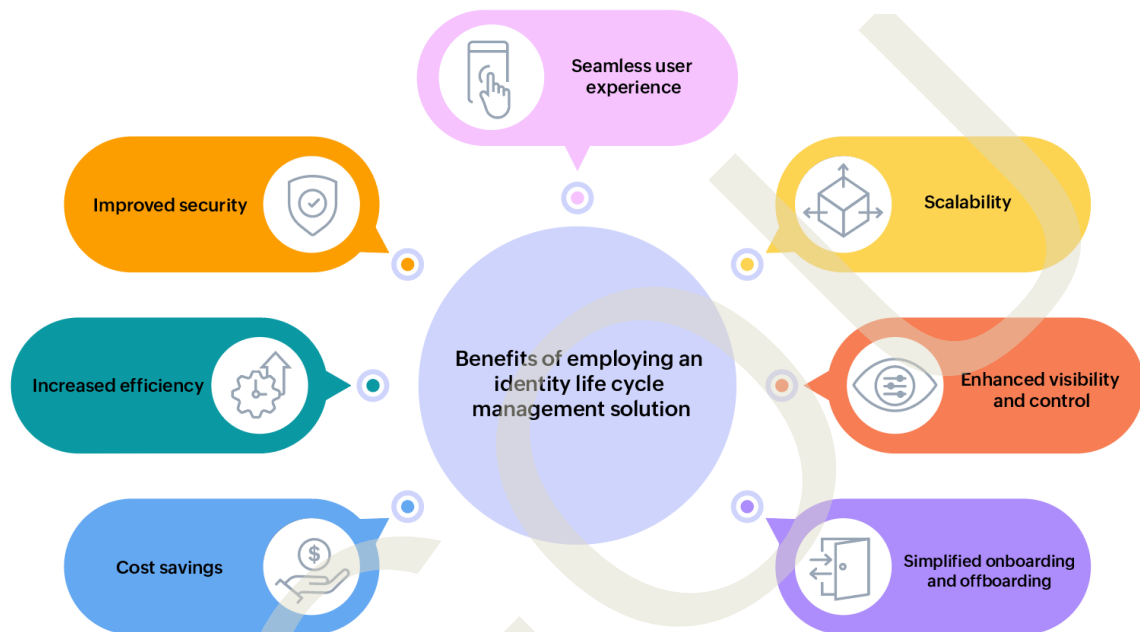 Seamless user
experience
Improved security
Scalability
Benefits of employing an
identity life cycle
management solution
Increased efficiency
Enhanced visibility
and control
$
Cost savings
Simplified onboarding
and offboarding